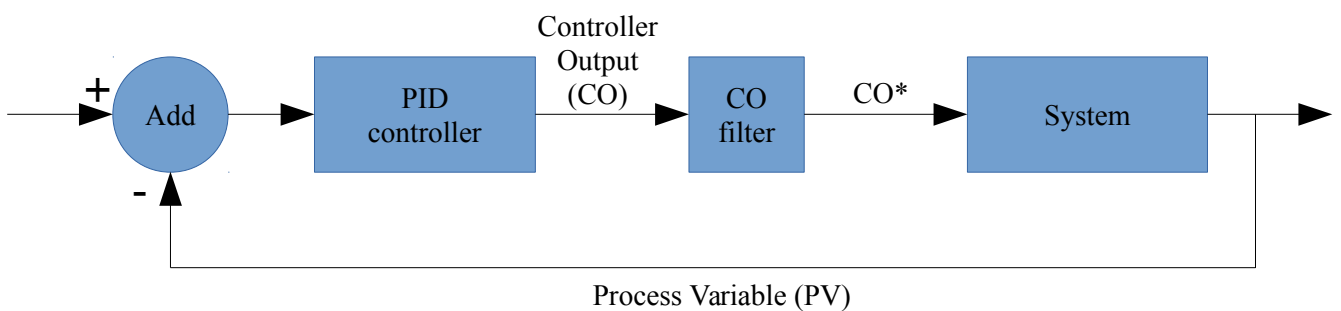 Controller
Output
(CO)
+
Add
PID
controller
CO
filter
CO*
System
-
Process Variable (PV)